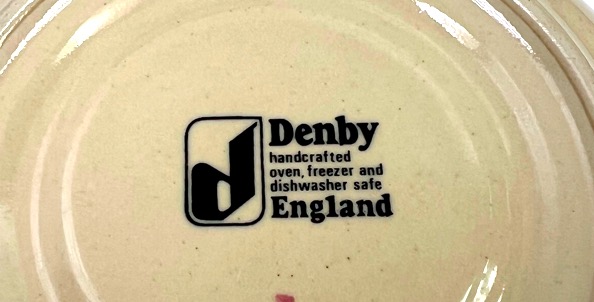 Denby
handcrafted
oven, freezer and
dishwasher safe
England